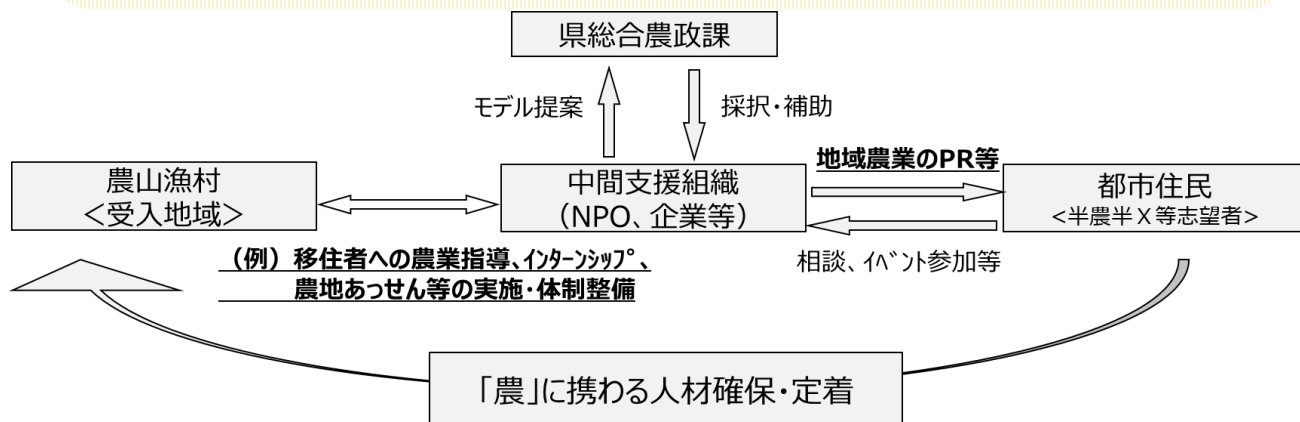 県総合農政課
モデル提案
採択・補助
地域農業のPR等
農山漁村
<受入地域>
中間支援組織
(NPO、企業等)
都市住民
<半農半X等志望者>
(例) 移住者への農業指導、ｲﾝﾀｰﾝｼｯﾌﾟ、
農地あっせん等の実施・体制整備
相談、ｲﾍﾞﾝﾄ参加等
「農」に携わる人材確保・定着